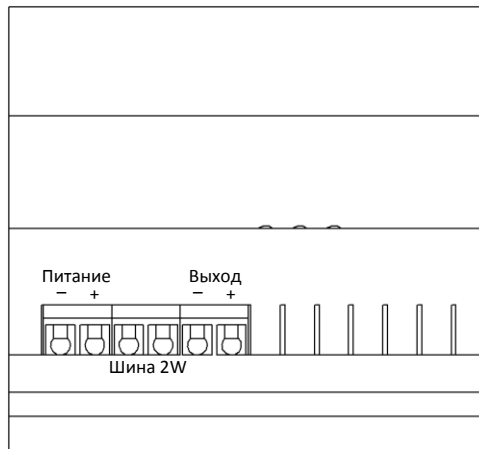 Питание Выход
– + – +
Шина 2W